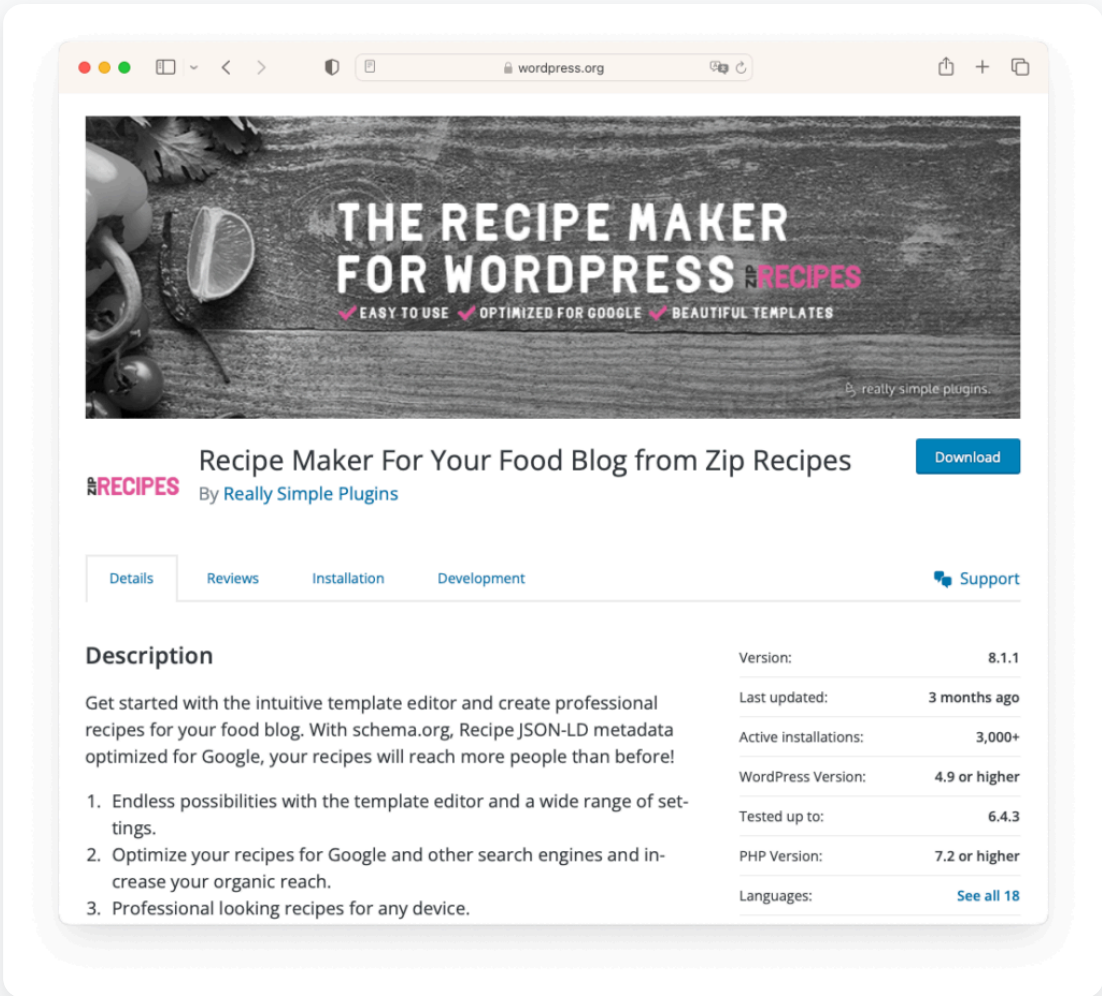 wordpress.org
THE RECIPE MAKER
FOR WORDPRESS ZIP RECIPES
EASY TO USE OPTIMIZED FOR GOOGLE BEAUTIFUL TEMPLATES
really simple plugins.
ZIP RECIPES
Recipe Maker For Your Food Blog from Zip Recipes
By Really Simple Plugins
Download
Details Reviews Installation Development Support
Description
Get started with the intuitive template editor and create professional
recipes for your food blog. With schema.org, Recipe JSON-LD metadata
optimized for Google, your recipes will reach more people than before!
1. Endless possibilities with the template editor and a wide range of set-
tings.
2. Optimize your recipes for Google and other search engines and in-
crease your organic reach.
3. Professional looking recipes for any device.
Version: 8.1.1
Last updated: 3 months ago
Active installations: 3,000+
WordPress Version: 4.9 or higher
Tested up to: 6.4.3
PHP Version: 7.2 or higher
Languages: See all 18